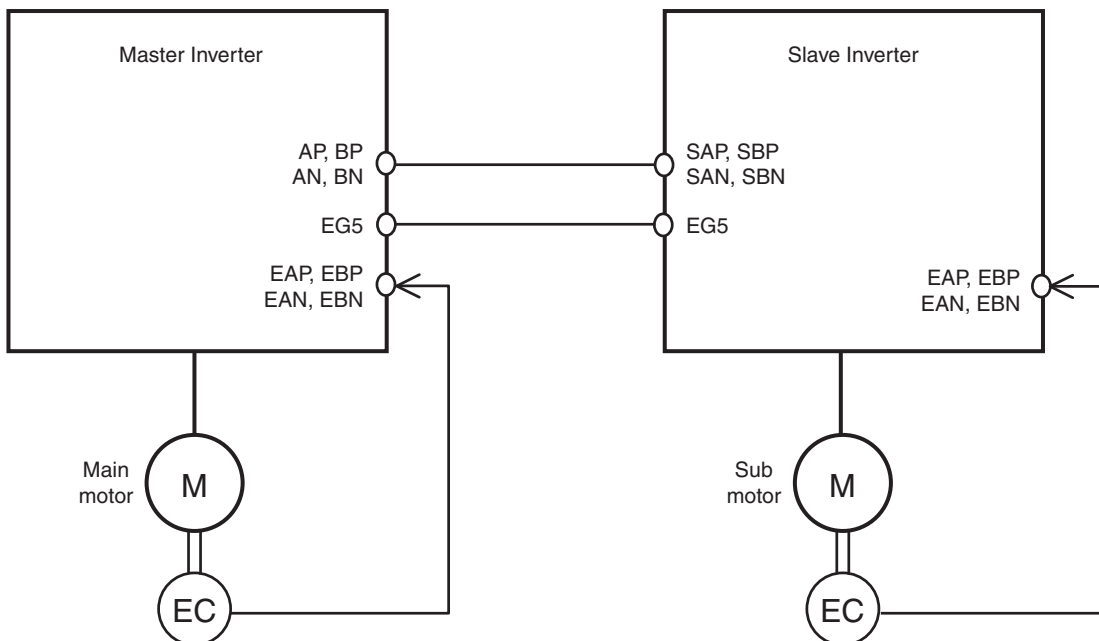 Master Inverter
AP, BP
AN, BN
EG5
EAP, EBP
EAN, EBN
Main
motor
M
EC
Slave Inverter
SAP, SBP
SAN, SBN
EG5
EAP, EBP
EAN, EBN
Sub
motor
M
EC